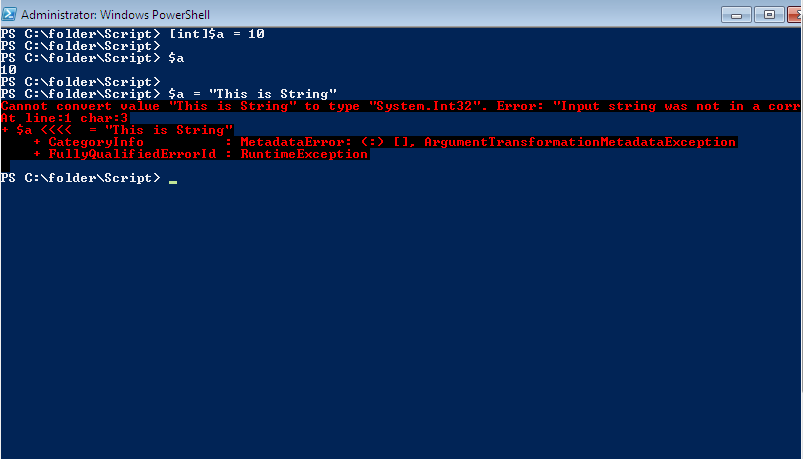 Administrator: Windows PowerShell
PS C:\folder\Script> [int]$a = 10
PS C:\folder\Script>
PS C:\folder\Script> $a
10
PS C:\folder\Script>
PS C:\folder\Script> $a = "This is String"
Cannot convert value "This is String" to type "System.Int32". Error: "Input string was not in a corr
At line:1 char:3
+ $a <<<<  = "This is String"
    + CategoryInfo          : MetadataError: (:) [], ArgumentTransformationMetadataException
    + FullyQualifiedErrorId : RuntimeException
PS C:\folder\Script>